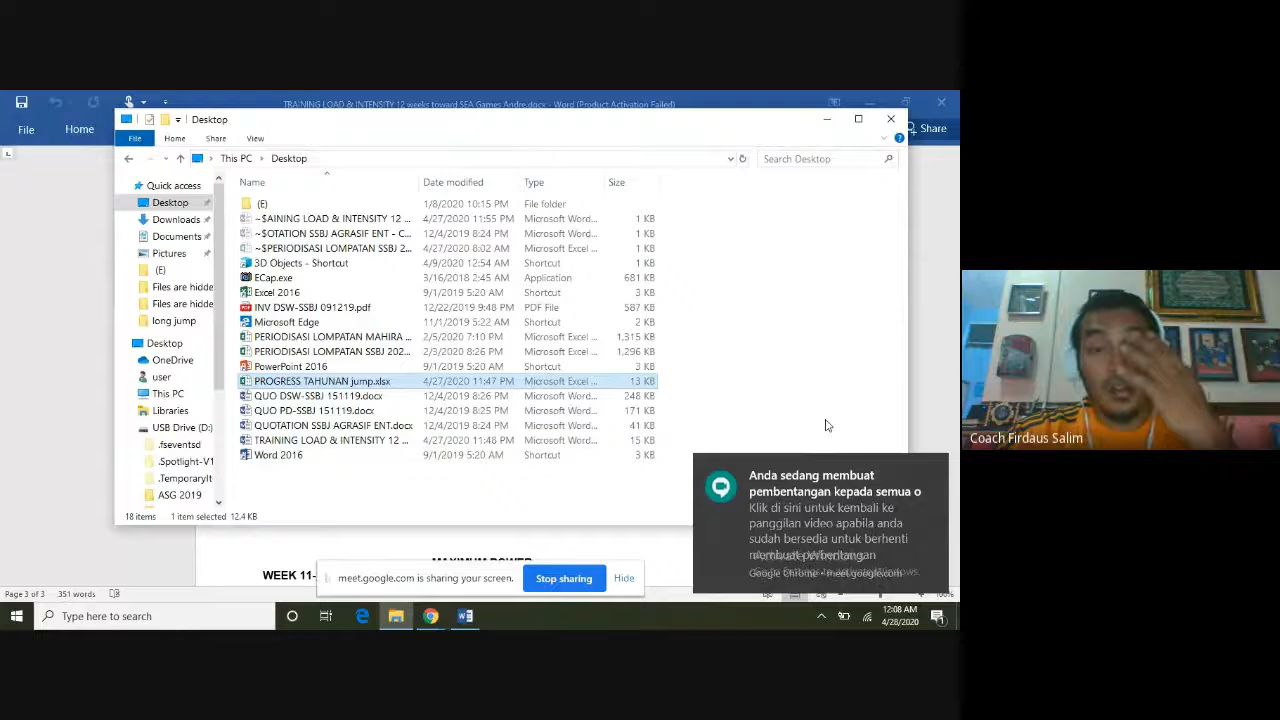 TRAINING LOAD & INTENSITY 12 weeks toward SEA Games Andre.docx - Word (Product Activation Failed)
File Home Share
Desktop
File Home Share View
This PC Desktop Search Desktop
Name Date modified Type Size
Quick access
Desktop
Downloads
Documents
Pictures
(E)
Files are hidde
Files are hidde
long jump
Desktop
OneDrive
user
This PC
Libraries
USB Drive (D:)
.fseventsd
.Spotlight-V1
.TemporaryIt
ASG 2019
(E) 1/8/2020 10:15 PM File folder
~$AINING LOAD & INTENSITY 12 ... 4/27/2020 11:55 PM Microsoft Word... 1 KB
~$OTATION SSBJ AGRASIF ENT - C... 12/4/2019 8:24 PM Microsoft Word... 1 KB
~$PERIODISASI LOMPATAN SSBJ 2... 4/27/2020 8:02 AM Microsoft Excel ... 1 KB
3D Objects - Shortcut 4/9/2020 12:54 AM Shortcut 1 KB
ECap.exe 3/16/2018 2:45 AM Application 681 KB
Excel 2016 9/1/2019 5:20 AM Shortcut 3 KB
INV DSW-SSBJ 091219.pdf 12/22/2019 9:48 PM PDF File 587 KB
Microsoft Edge 11/1/2019 5:22 AM Shortcut 2 KB
PERIODISASI LOMPATAN MAHIRA ... 2/5/2020 7:10 PM Microsoft Excel ... 1,315 KB
PERIODISASI LOMPATAN SSBJ 202... 2/3/2020 8:26 PM Microsoft Excel ... 1,296 KB
PowerPoint 2016 9/1/2019 5:20 AM Shortcut 3 KB
PROGRESS TAHUNAN jump.xlsx 4/27/2020 11:47 PM Microsoft Excel ... 13 KB
QUO DSW-SSBJ 151119.docx 12/4/2019 8:26 PM Microsoft Word... 248 KB
QUO PD-SSBJ 151119.docx 12/4/2019 8:25 PM Microsoft Word... 171 KB
QUOTATION SSBJ AGRASIF ENT.docx 12/4/2019 8:24 PM Microsoft Word... 41 KB
TRAINING LOAD & INTENSITY 12 ... 4/27/2020 11:48 PM Microsoft Word... 15 KB
Word 2016 9/1/2019 5:20 AM Shortcut 3 KB
18 items 1 item selected 12.4 KB
Coach Firdaus Salim
Anda sedang membuat
pembentangan kepada semua o
Klik di sini untuk kembali ke
panggilan video apabila anda
sudah bersedia untuk berhenti
membuat perbentangan
Google Chrome • meet.google.com
MAXIMUM POWER
WEEK 11-
meet.google.com is sharing your screen. Stop sharing Hide
Page 3 of 3 351 words 100%
Type here to search
12:08 AM
4/28/2020
1